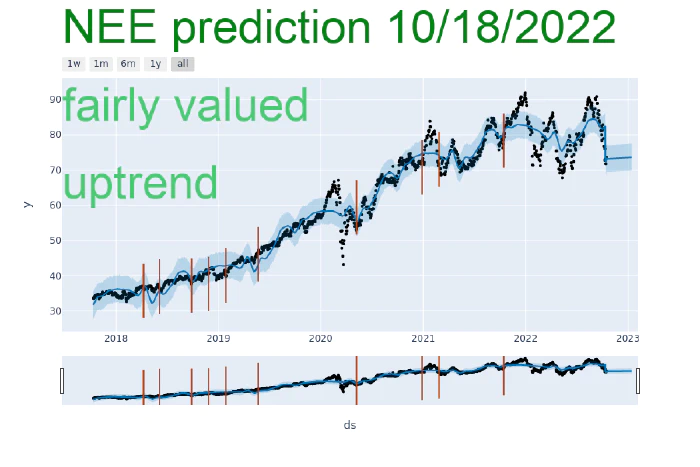 NEE prediction 10/18/2022
1w 1m 6m 1y all
fairly valued
uptrend
90
80
70
60
50
40
30
y
2018 2019 2020 2021 2022 2023
ds